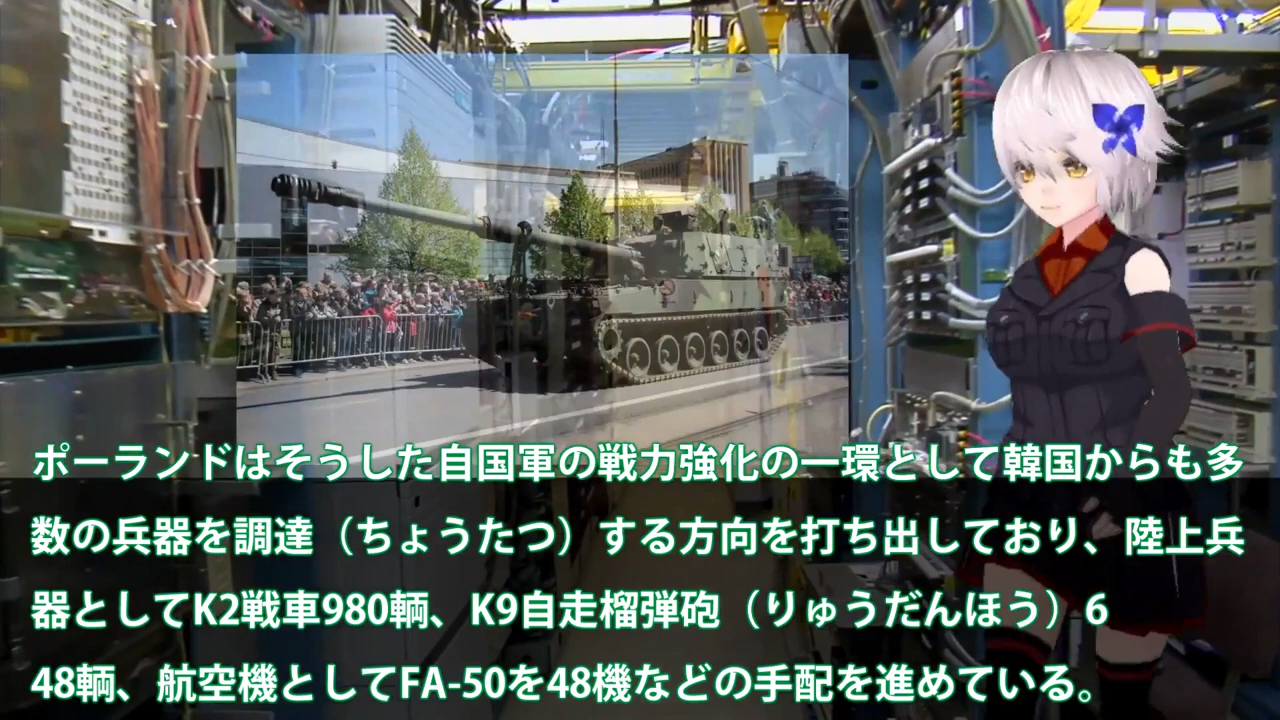 ポーランドはそうした自国軍の戦力強化の一環として韓国からも多
数の兵器を調達（ちょうたつ）する方向を打ち出しており、陸上兵
器としてK2戦車980輌、K9自走榴弾砲（りゅうだんほう）6
48輌、航空機としてFA-50を48機などの手配を進めている。